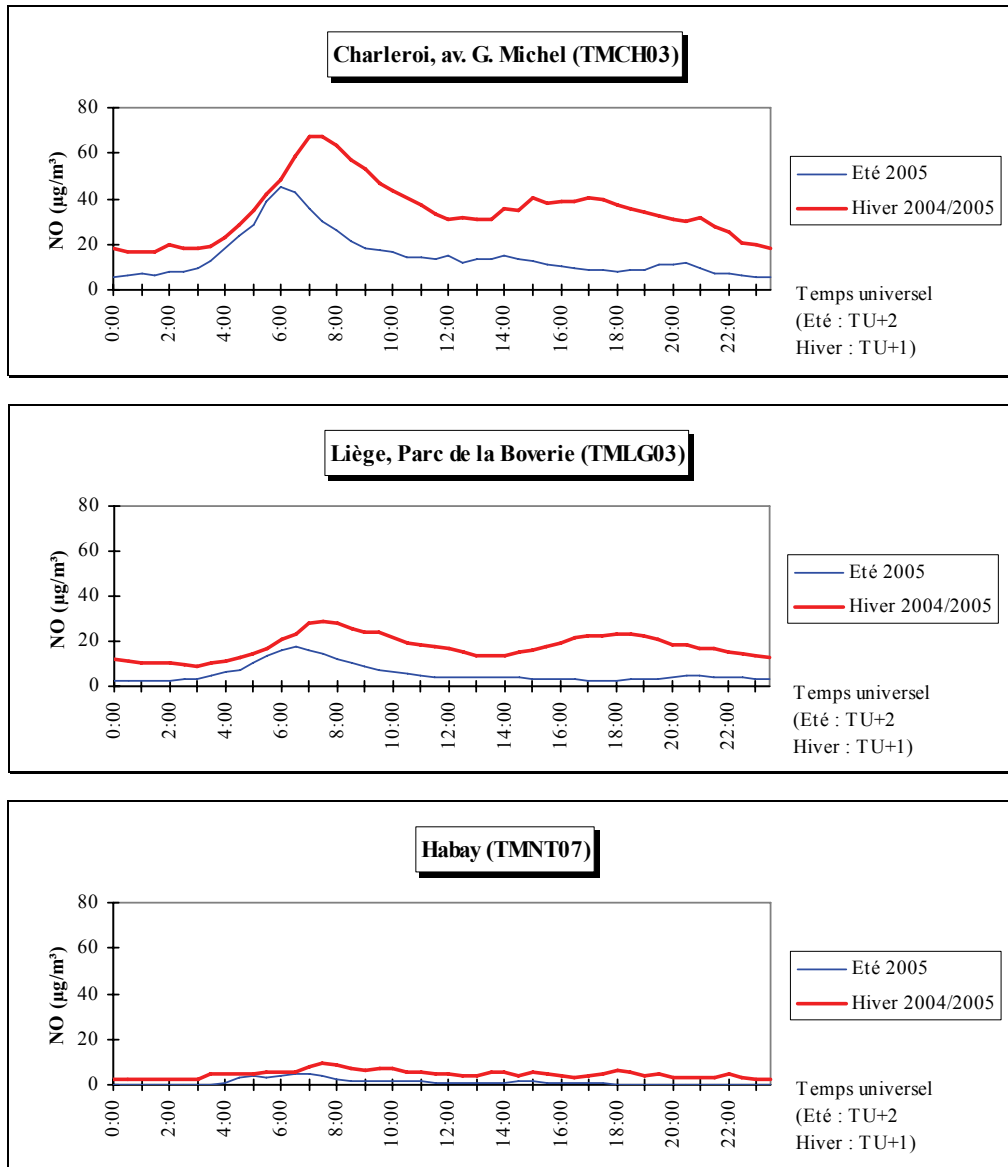 Charleroi, av. G. Michel (TMCH03)
NO (µg/m³)
80
60
40
20
0
0:00
2:00
4:00
6:00
8:00
10:00
12:00
14:00
16:00
18:00
20:00
22:00
Eté 2005
Hiver 2004/2005
Temps universel
(Eté : TU+2
Hiver : TU+1)
Liège, Parc de la Boverie (TMLG03)
NO (µg/m³)
80
60
40
20
0
0:00
2:00
4:00
6:00
8:00
10:00
12:00
14:00
16:00
18:00
20:00
22:00
Eté 2005
Hiver 2004/2005
Temps universel
(Eté : TU+2
Hiver : TU+1)
Habay (TMNT07)
NO (µg/m³)
80
60
40
20
0
0:00
2:00
4:00
6:00
8:00
10:00
12:00
14:00
16:00
18:00
20:00
22:00
Eté 2005
Hiver 2004/2005
Temps universel
(Eté : TU+2
Hiver : TU+1)